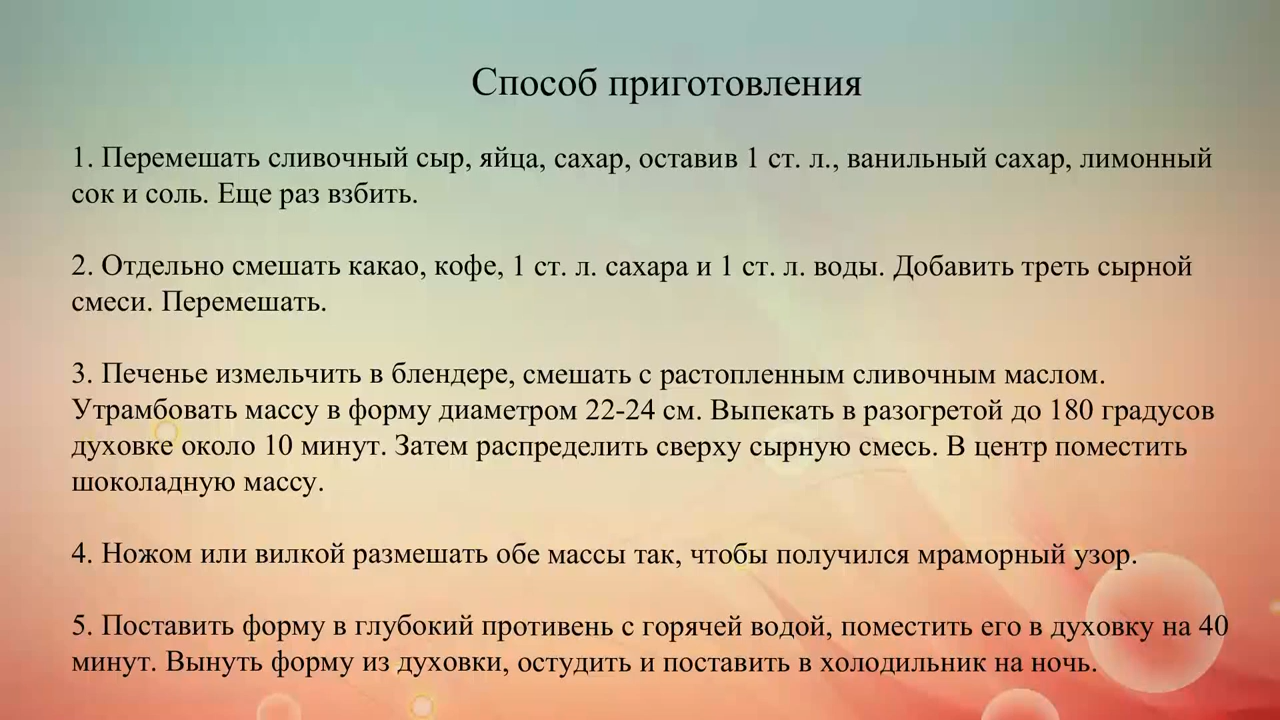 Способ приготовления
1. Перемешать сливочный сыр, яйца, сахар, оставив 1 ст. л., ванильный сахар, лимонный
сок и соль. Еще раз взбить.
2. Отдельно смешать какао, кофе, 1 ст. л. сахара и 1 ст. л. воды. Добавить треть сырной
смеси. Перемешать.
3. Печенье измельчить в блендере, смешать с растопленным сливочным маслом.
Утрамбовать массу в форму диаметром 22-24 см. Выпекать в разогретой до 180 градусов
духовке около 10 минут. Затем распределить сверху сырную смесь. В центр поместить
шоколадную массу.
4. Ножом или вилкой размешать обе массы так, чтобы получился мраморный узор.
5. Поставить форму в глубокий противень с горячей водой, поместить его в духовку на 40
минут. Вынуть форму из духовки, остудить и поставить в холодильник на ночь.